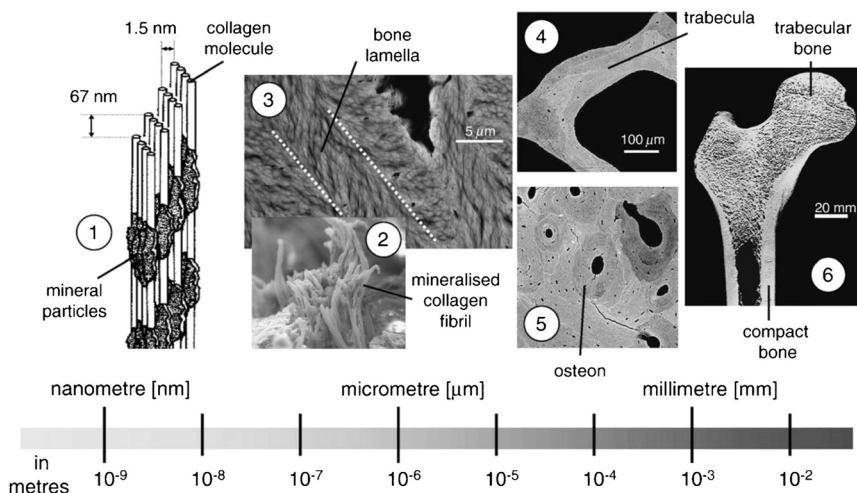 1.5 nm
collagen
molecule
67 nm
1
mineral
particles
bone
lamella
3
5 µm
2
mineralised
collagen
fibril
4
trabecula
100 µm
5
osteon
trabecular
bone
20 mm
6
compact
bone
nanometre [nm]
micrometre [µm]
millimetre [mm]
in
metres
10⁻⁹
10⁻⁸
10⁻⁷
10⁻⁶
10⁻⁵
10⁻⁴
10⁻³
10⁻²